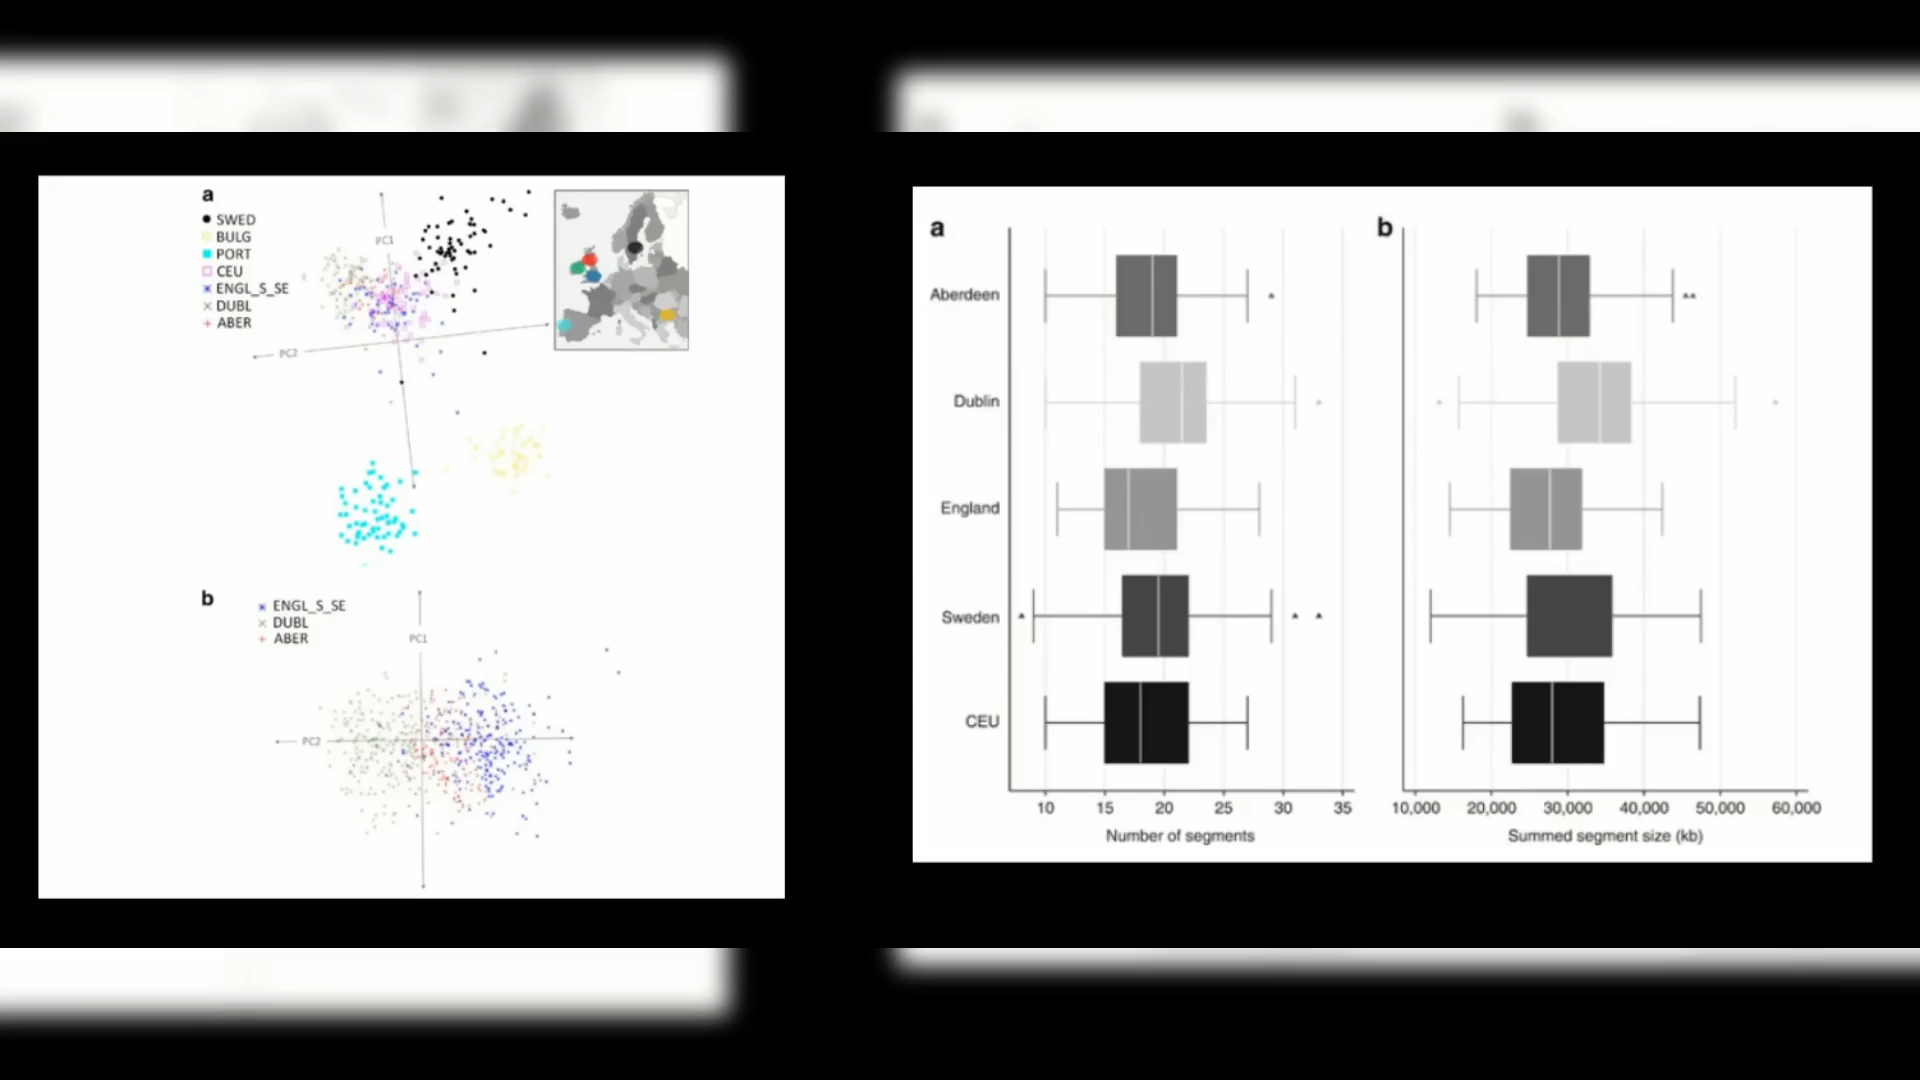 a
SWED
BULG
PORT
CEU
ENGL_S_SE
DUBL
ABER
PC1
PC2
b
ENGL_S_SE
DUBL
ABER
PC1
PC2
a
Aberdeen
Dublin
England
Sweden
CEU
10 15 20 25 30 35
Number of segments
b
10,000 20,000 30,000 40,000 50,000 60,000
Summed segment size (kb)